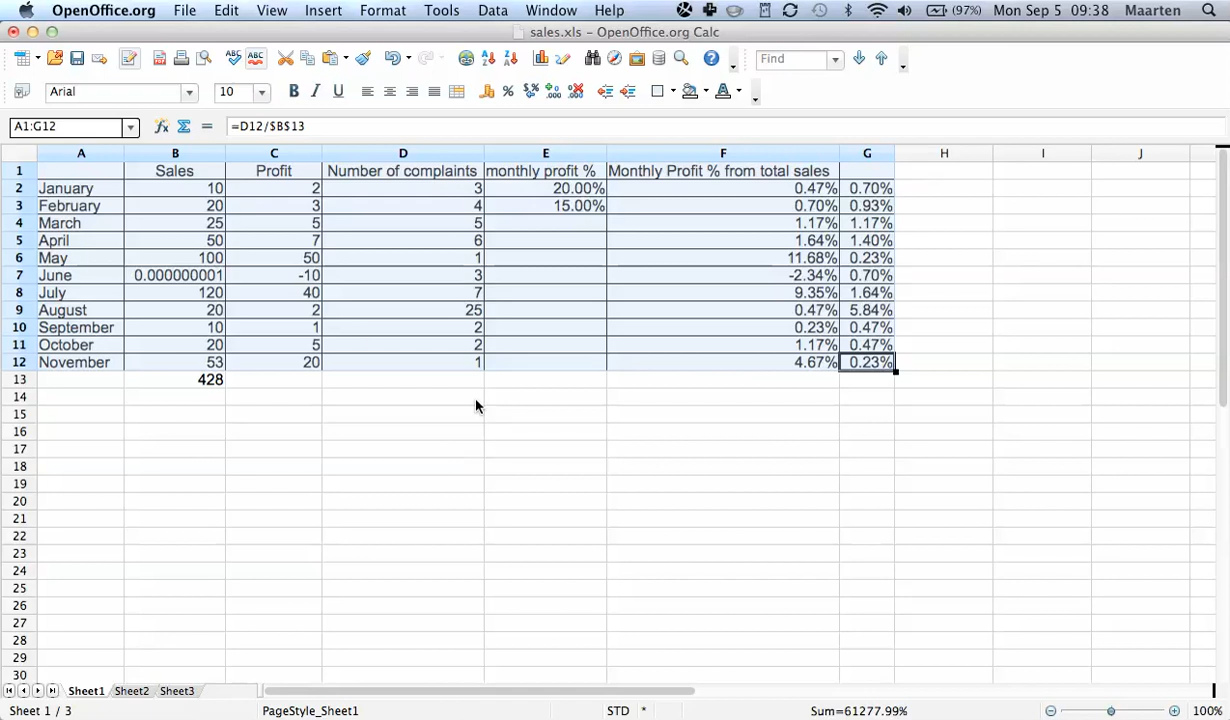 OpenOffice.org File Edit View Insert Format Tools Data Window Help (97%) Mon Sep 5 09:38 Maarten
sales.xls – OpenOffice.org Calc
ABC ABC Find
Arial 10 B I U % A
A1:G12 fx Σ = =D12/$B$13
A B C D E F G H I J
1 Sales Profit Number of complaints monthly profit % Monthly Profit % from total sales
2 January 10 2 3 20.00% 0.47% 0.70%
3 February 20 3 4 15.00% 0.70% 0.93%
4 March 25 5 5 1.17% 1.17%
5 April 50 7 6 1.64% 1.40%
6 May 100 50 1 11.68% 0.23%
7 June 0.000000001 -10 3 -2.34% 0.70%
8 July 120 40 7 9.35% 1.64%
9 August 20 2 25 0.47% 5.84%
10 September 10 1 2 0.23% 0.47%
11 October 20 5 2 1.17% 0.47%
12 November 53 20 1 4.67% 0.23%
13 428
14
15
16
17
18
19
20
21
22
23
24
25
26
27
28
29
30
Sheet1 Sheet2 Sheet3
Sheet 1 / 3 PageStyle_Sheet1 STD * Sum=61277.99% 100%